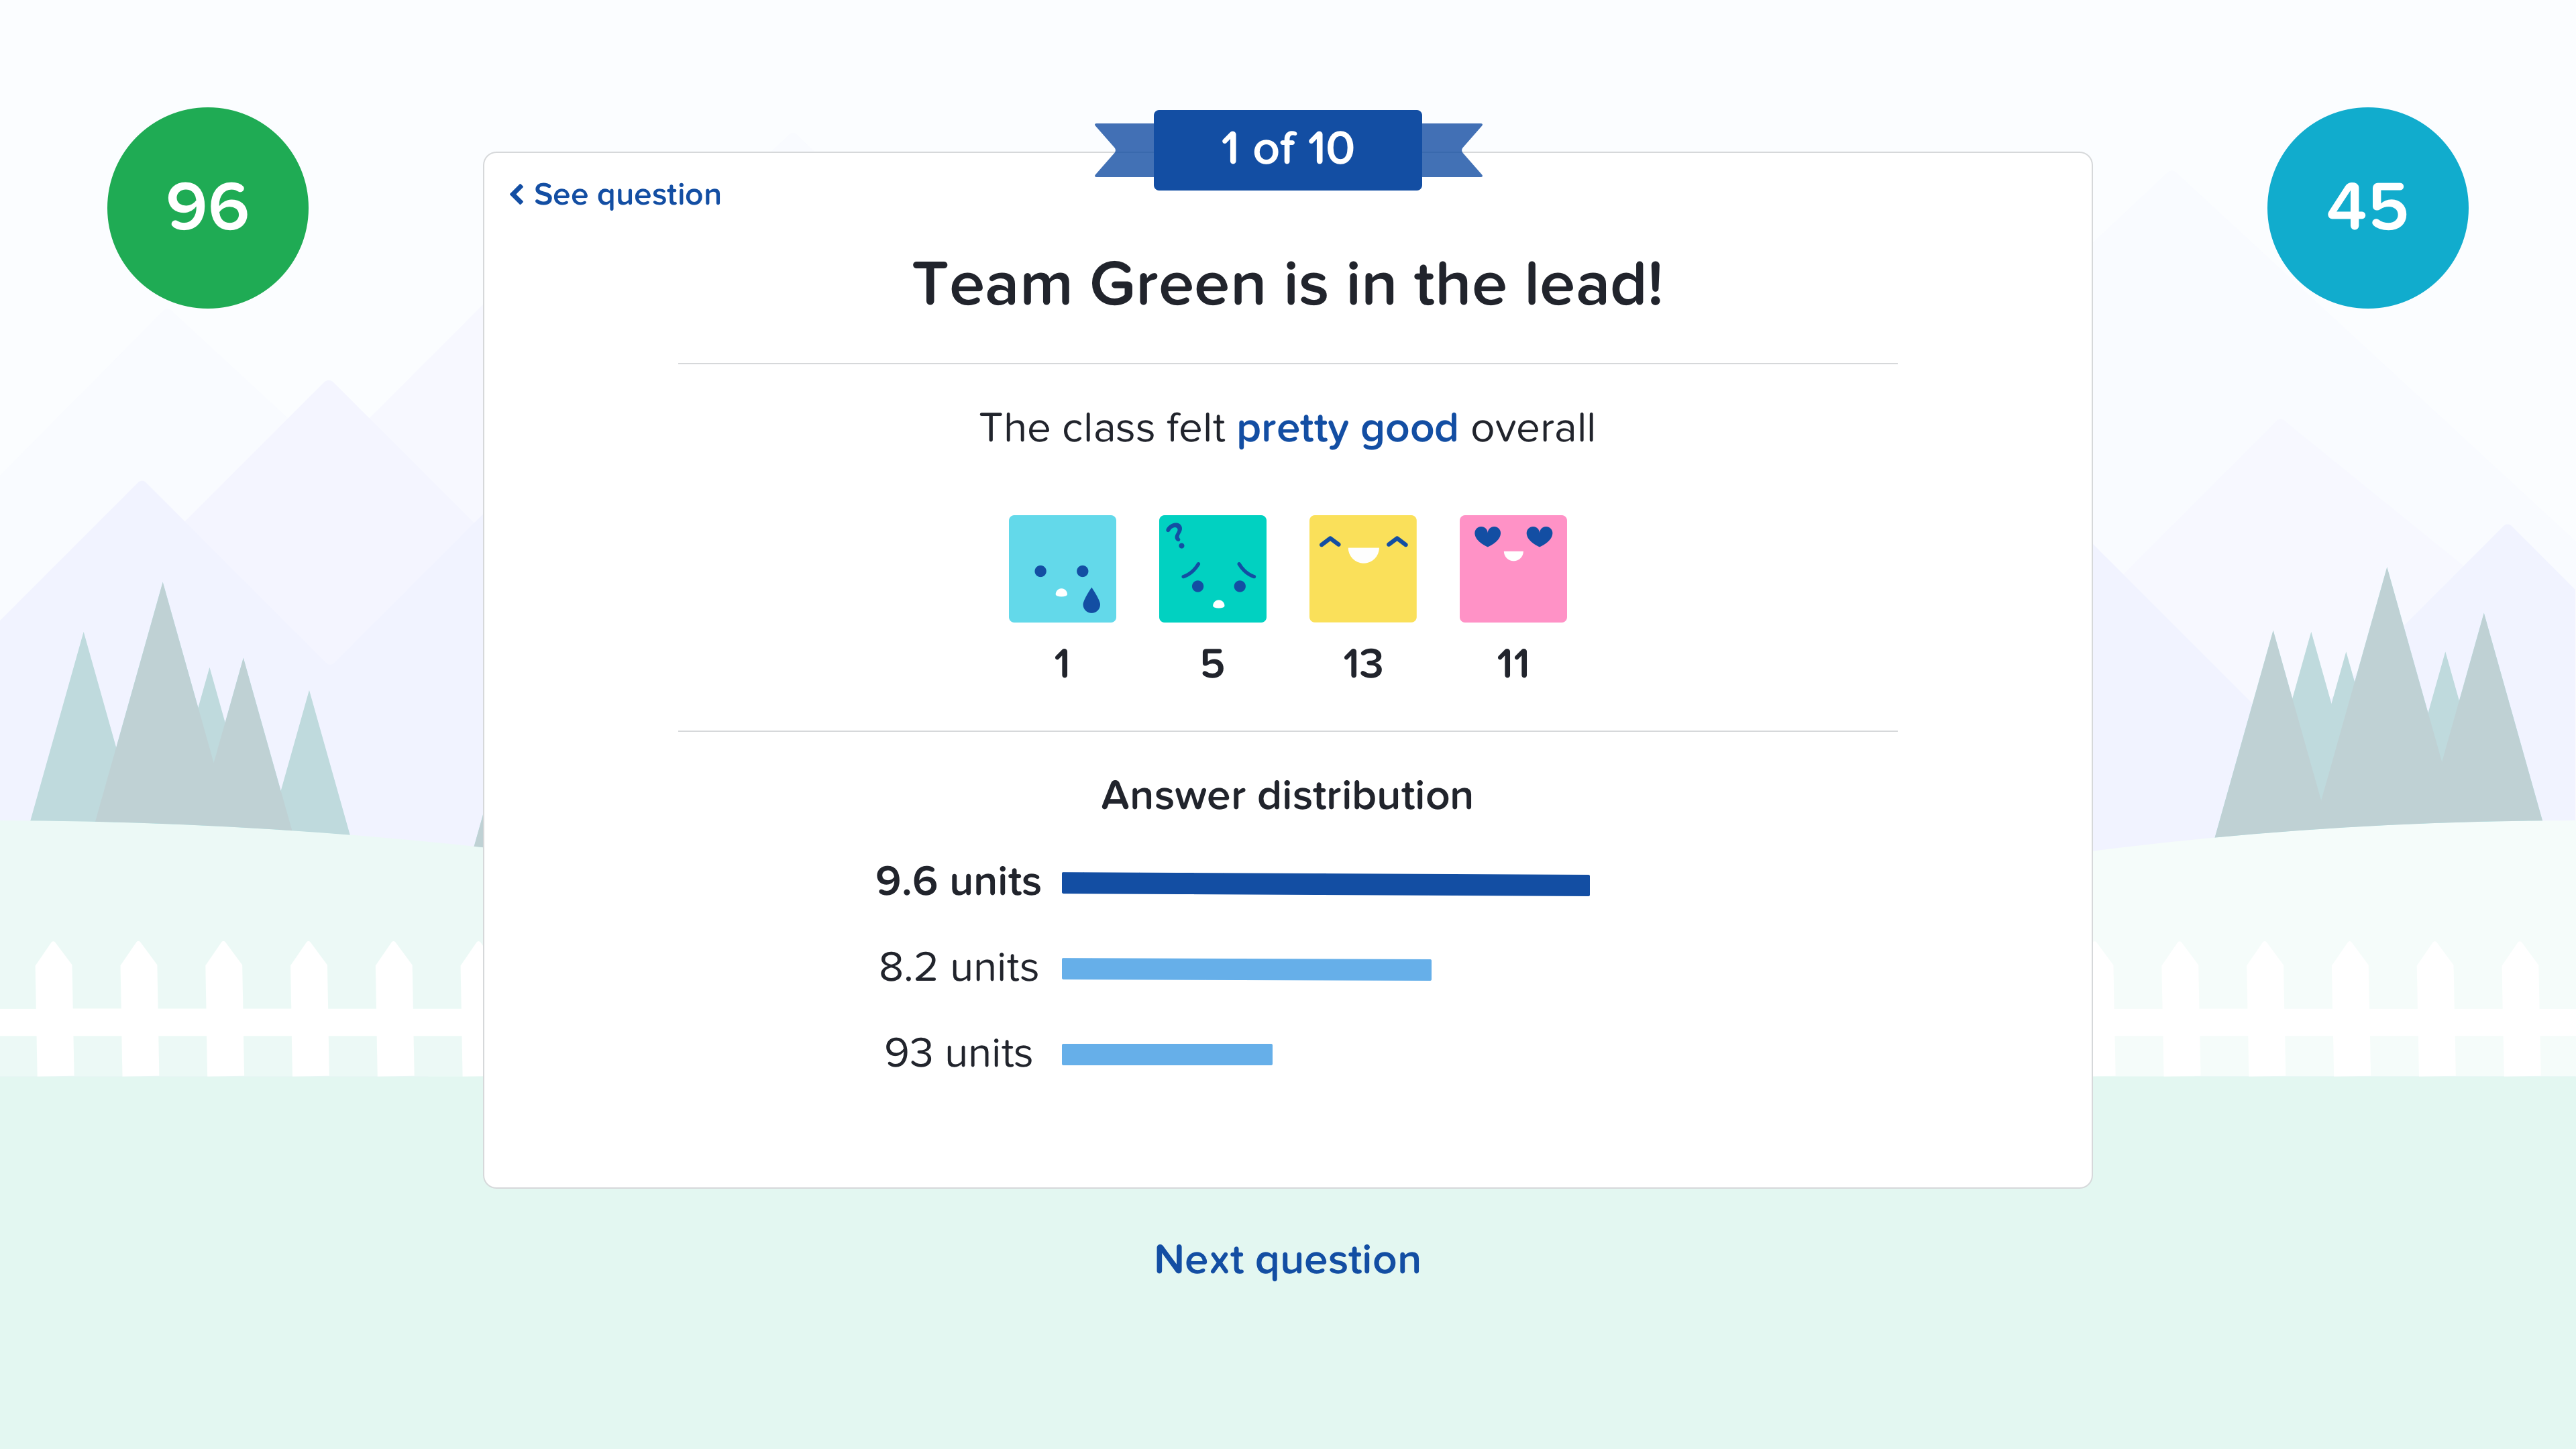 96
1 of 10
45
See question
Team Green is in the lead!
The class felt pretty good overall
?
1 5 13 11
Answer distribution
9.6 units
8.2 units
93 units
Next question